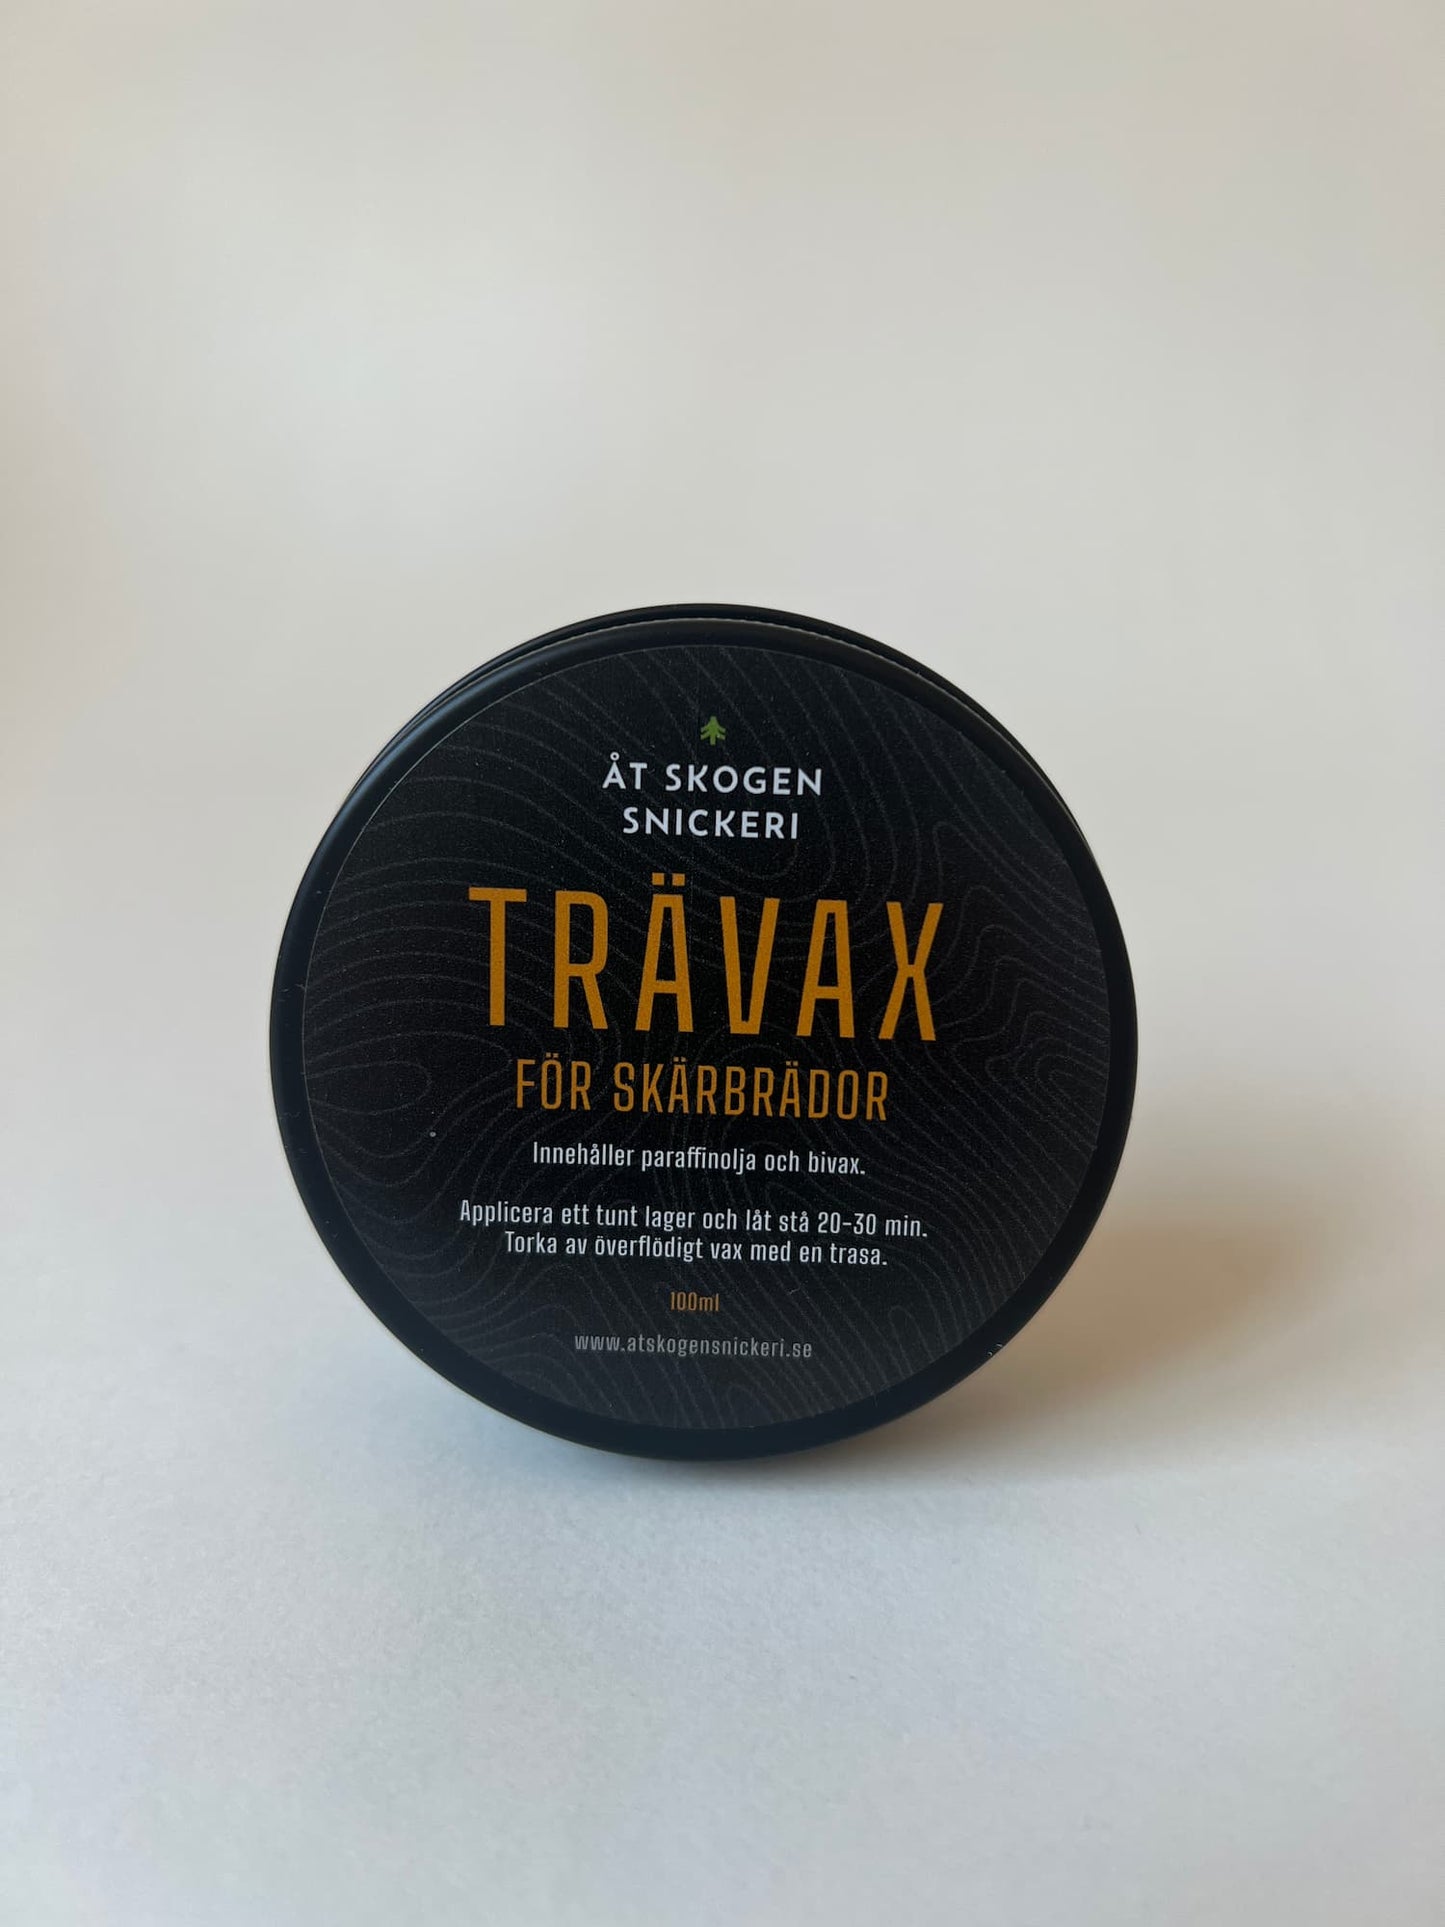 ÅT SKOGEN
SNICKERI
TRÄVAX
FÖR SKÄRBRÄDOR
Innehåller paraffinolja och bivax.
Applicera ett tunt lager och låt stå 20-30 min.
Torka av överflödigt vax med en trasa.
100ml
www.atskogensnickeri.se